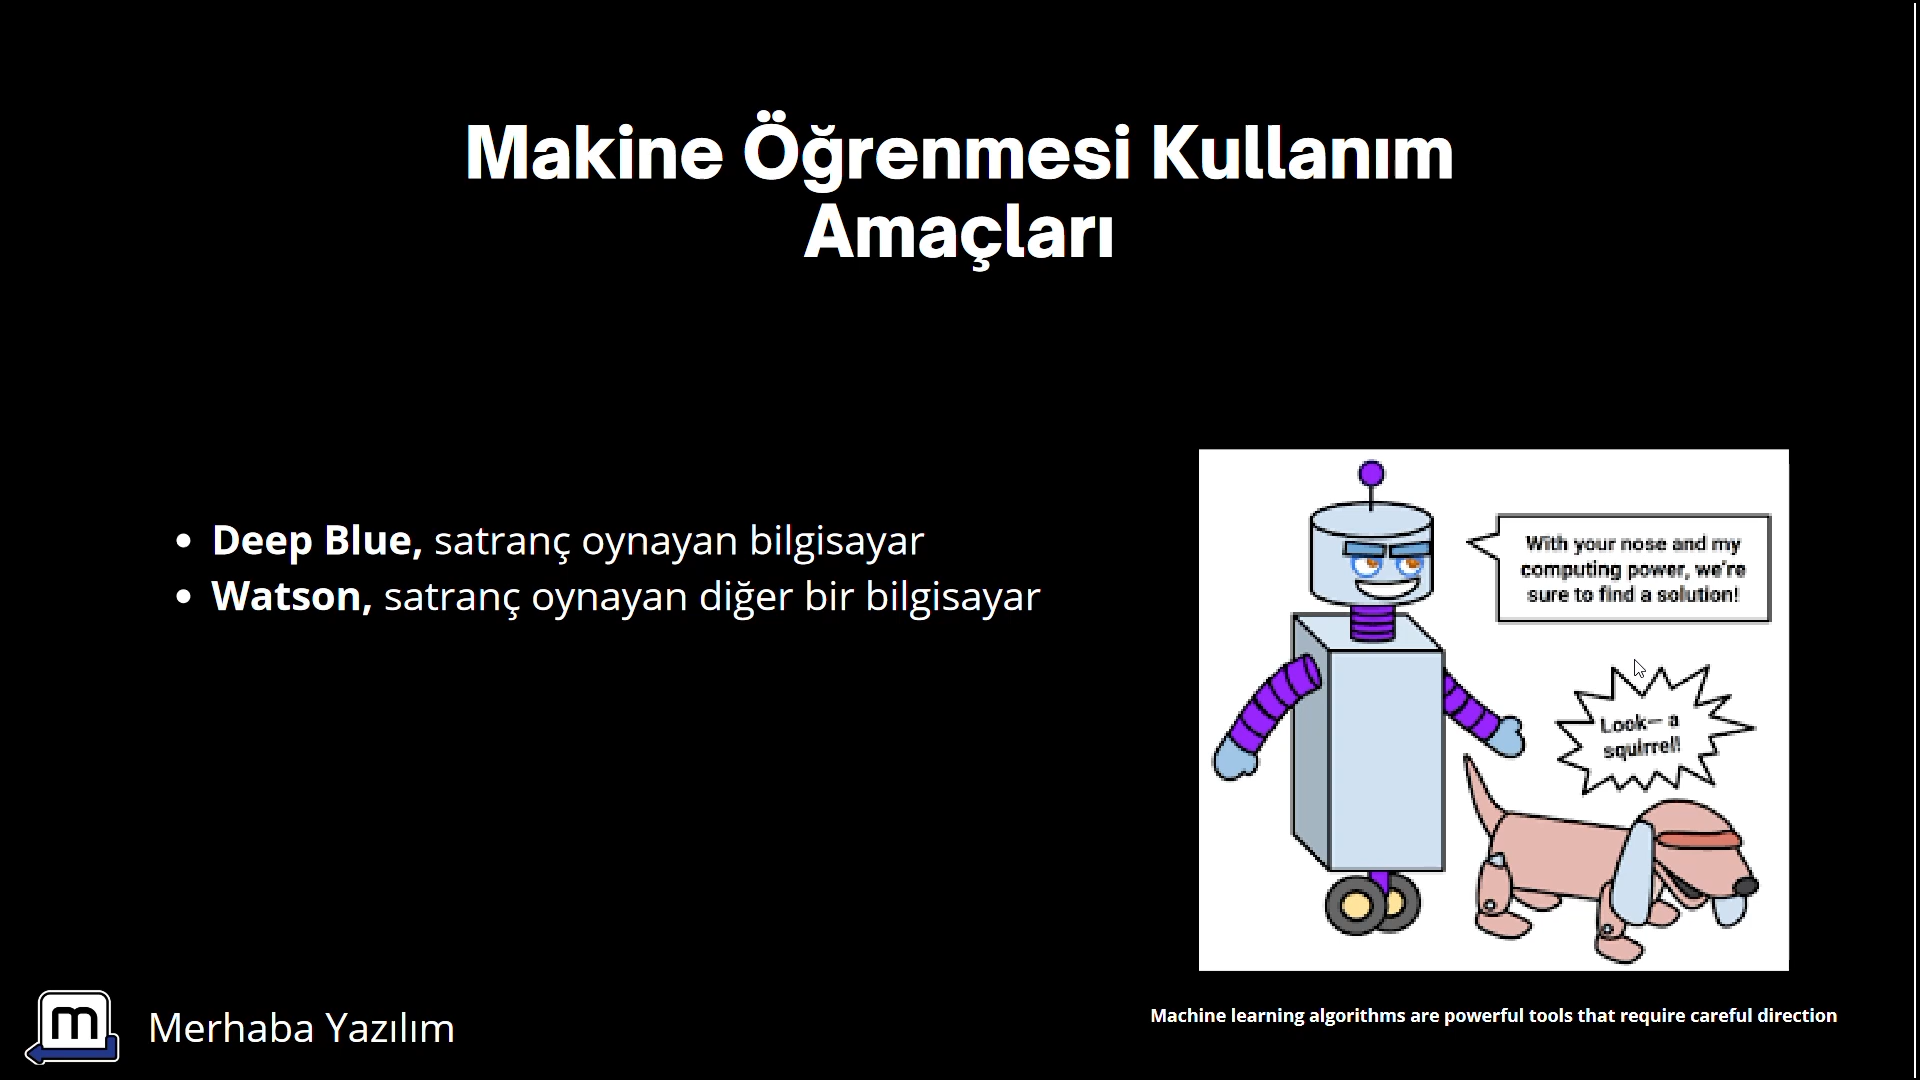 Makine Öğrenmesi Kullanım
Amaçları
Deep Blue, satranç oynayan bilgisayar
Watson, satranç oynayan diğer bir bilgisayar
With your nose and my
computing power, we're
sure to find a solution!
Look— a
squirrel!
Machine learning algorithms are powerful tools that require careful direction
m
Merhaba Yazılım